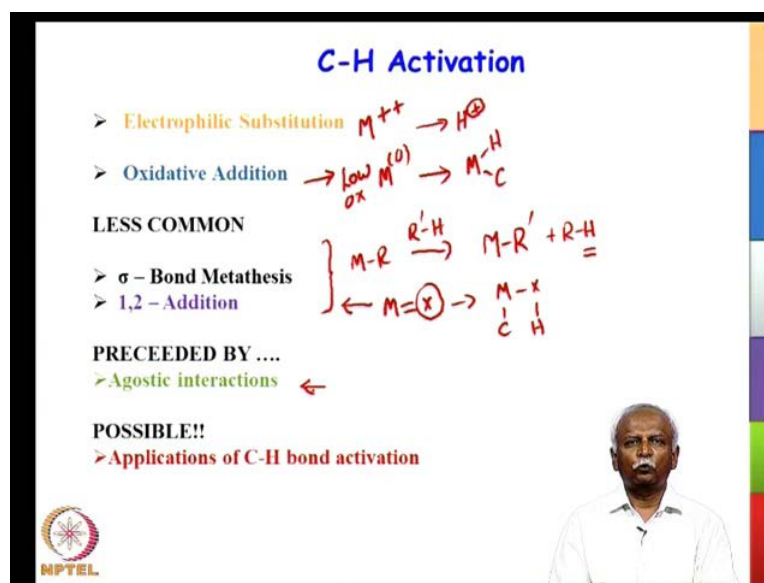 C-H Activation
➢ Electrophilic Substitution M++ → H⊕
➢ Oxidative Addition → Low ox M(0) → M-H -C
LESS COMMON
➢ σ – Bond Metathesis M-R R'-H → M-R' + R-H
➢ 1,2 – Addition ← M=X → M-X C H
PRECEEDED BY ....
➢Agostic interactions ←
POSSIBLE!!
➢Applications of C-H bond activation
NPTEL